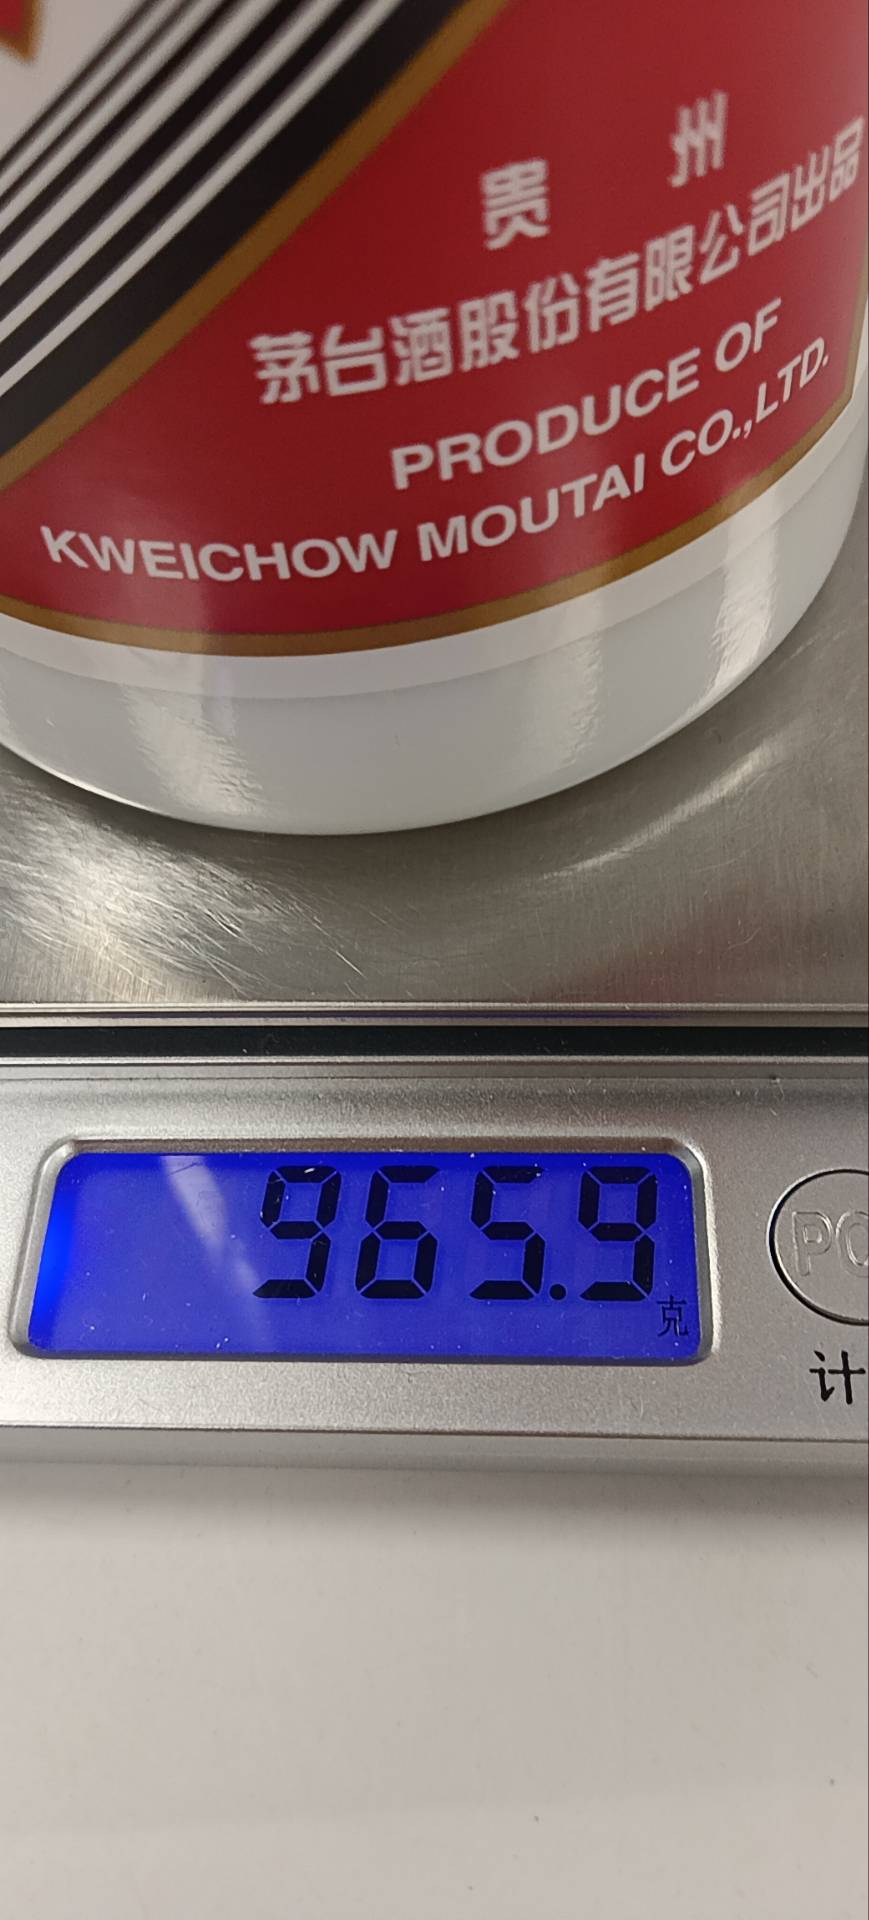 贵州
茅台酒股份有限公司出品
PRODUCE OF
KWEICHOW MOUTAI CO.,LTD.
965.9
克
PC
计